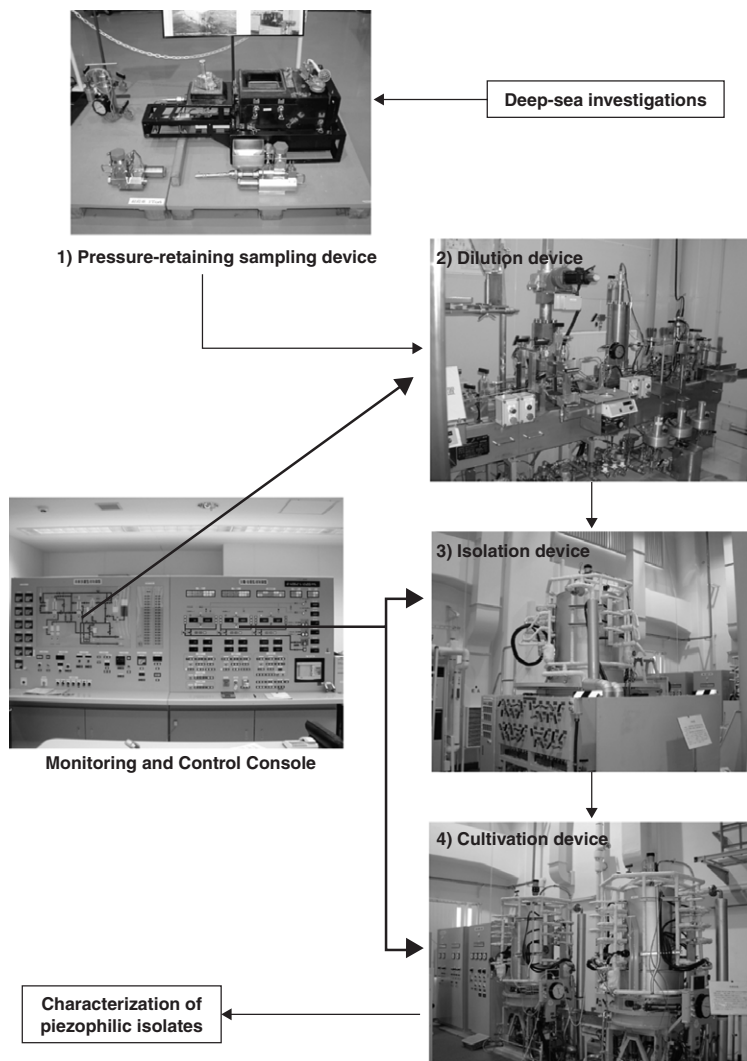 Deep-sea investigations
1) Pressure-retaining sampling device
2) Dilution device
3) Isolation device
Monitoring and Control Console
4) Cultivation device
Characterization of
piezophilic isolates